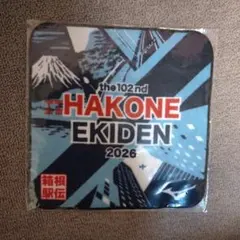 the 102nd
HAKONE
EKIDEN
2026
箱根
駅伝